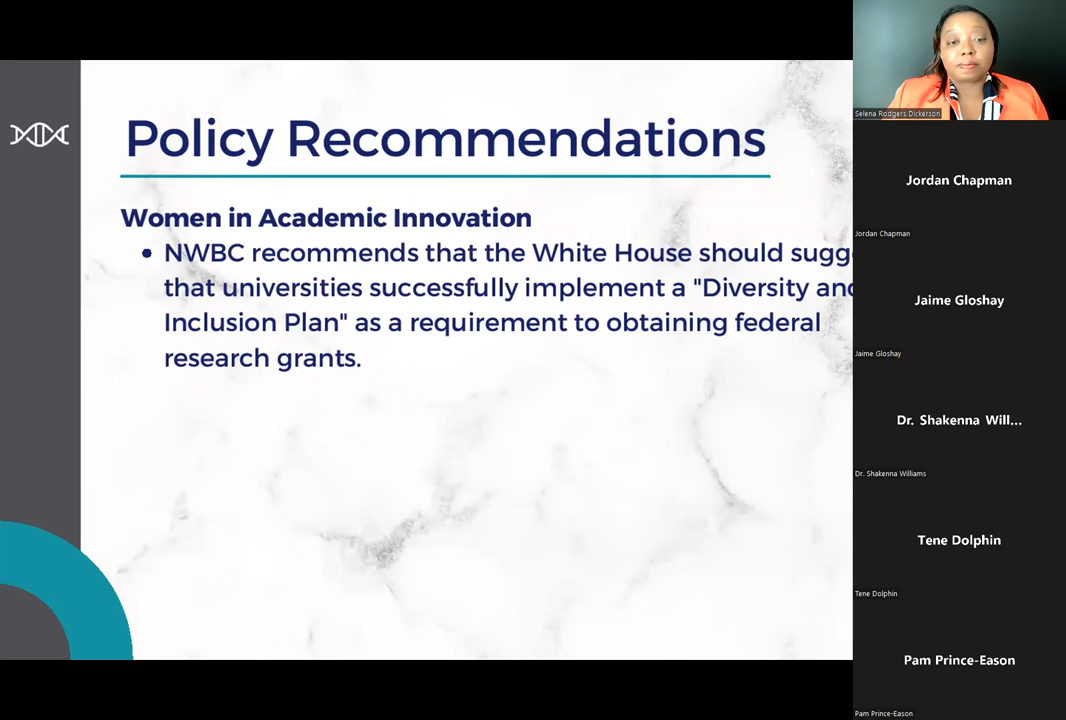 Policy Recommendations
Women in Academic Innovation
NWBC recommends that the White House should sugg
that universities successfully implement a "Diversity and
Inclusion Plan" as a requirement to obtaining federal
research grants.
Selena Rodgers-Dickerson
Jordan Chapman
Jordan Chapman
Jaime Gloshay
Jaime Gloshay
Dr. Shakenna Will...
Dr. Shakenna Williams
Tene Dolphin
Tene Dolphin
Pam Prince-Eason
Pam Prince-Eason